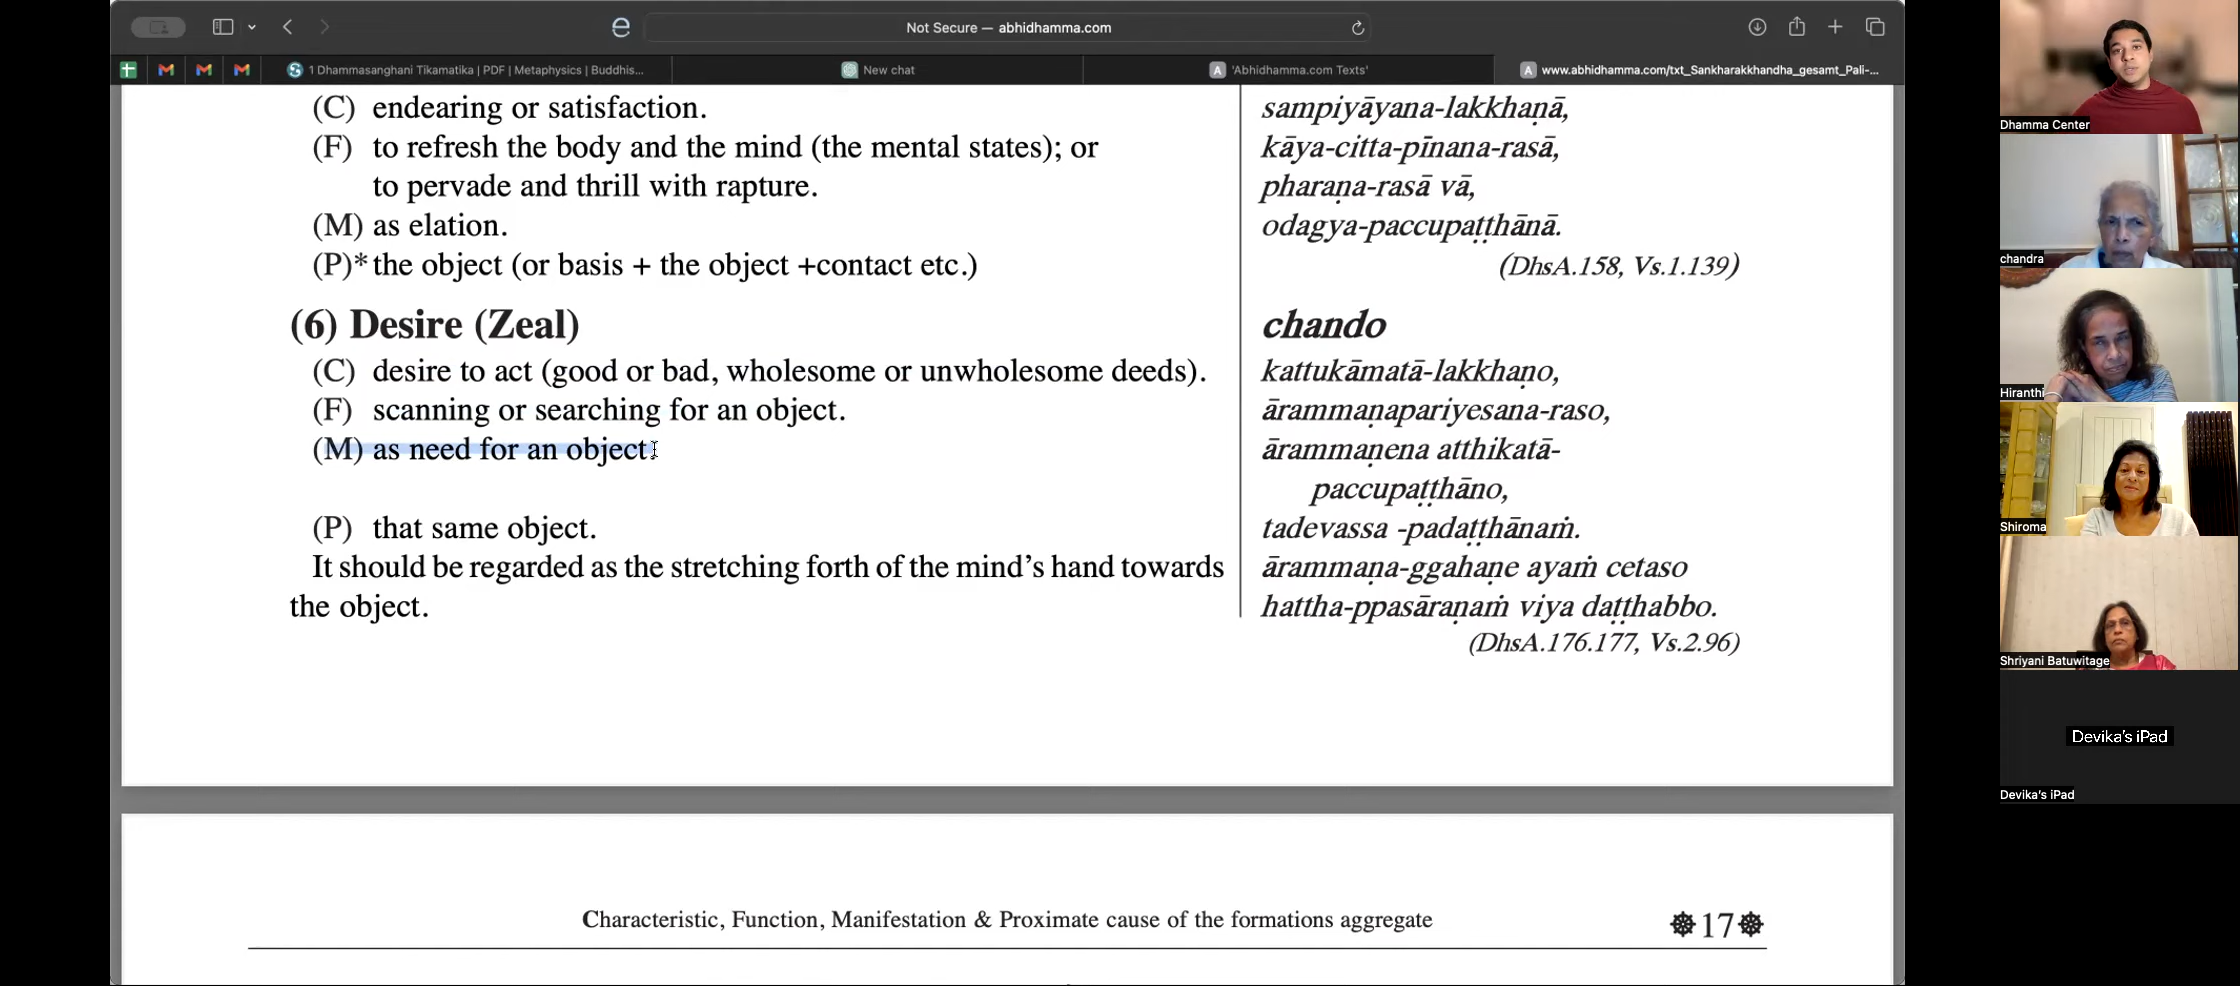 Not Secure — abhidhamma.com
1 Dhammasanghani Tikamatika | PDF | Metaphysics | Buddhis...
New chat
'Abhidhamma.com Texts'
www.abhidhamma.com/txt_Sankharakkhandha_gesamt_Pali-...
(C) endearing or satisfaction.
sampiyāyana-lakkhaṇā,
(F) to refresh the body and the mind (the mental states); or
kāya-citta-pīnana-rasā,
to pervade and thrill with rapture.
pharaṇa-rasā vā,
(M) as elation.
odagya-paccupaṭṭhānā.
(P)* the object (or basis + the object +contact etc.)
(DhsA.158, Vs.1.139)
(6) Desire (Zeal)
chando
(C) desire to act (good or bad, wholesome or unwholesome deeds).
kattukāmatā-lakkhaṇo,
(F) scanning or searching for an object.
ārammaṇapariyesana-raso,
(M) as need for an object.
ārammaṇena atthikatā-
paccupaṭṭhāno,
(P) that same object.
tadevassa -padaṭṭhānaṁ.
It should be regarded as the stretching forth of the mind's hand towards
ārammaṇa-ggahaṇe ayaṁ cetaso
the object.
hattha-ppasāraṇaṁ viya daṭṭhabbo.
(DhsA.176.177, Vs.2.96)
Characteristic, Function, Manifestation & Proximate cause of the formations aggregate
☸17☸
Dhamma Center
chandra
Hiranthi
Shiroma
Shriyani Batuwitage
Devika's iPad
Devika's iPad